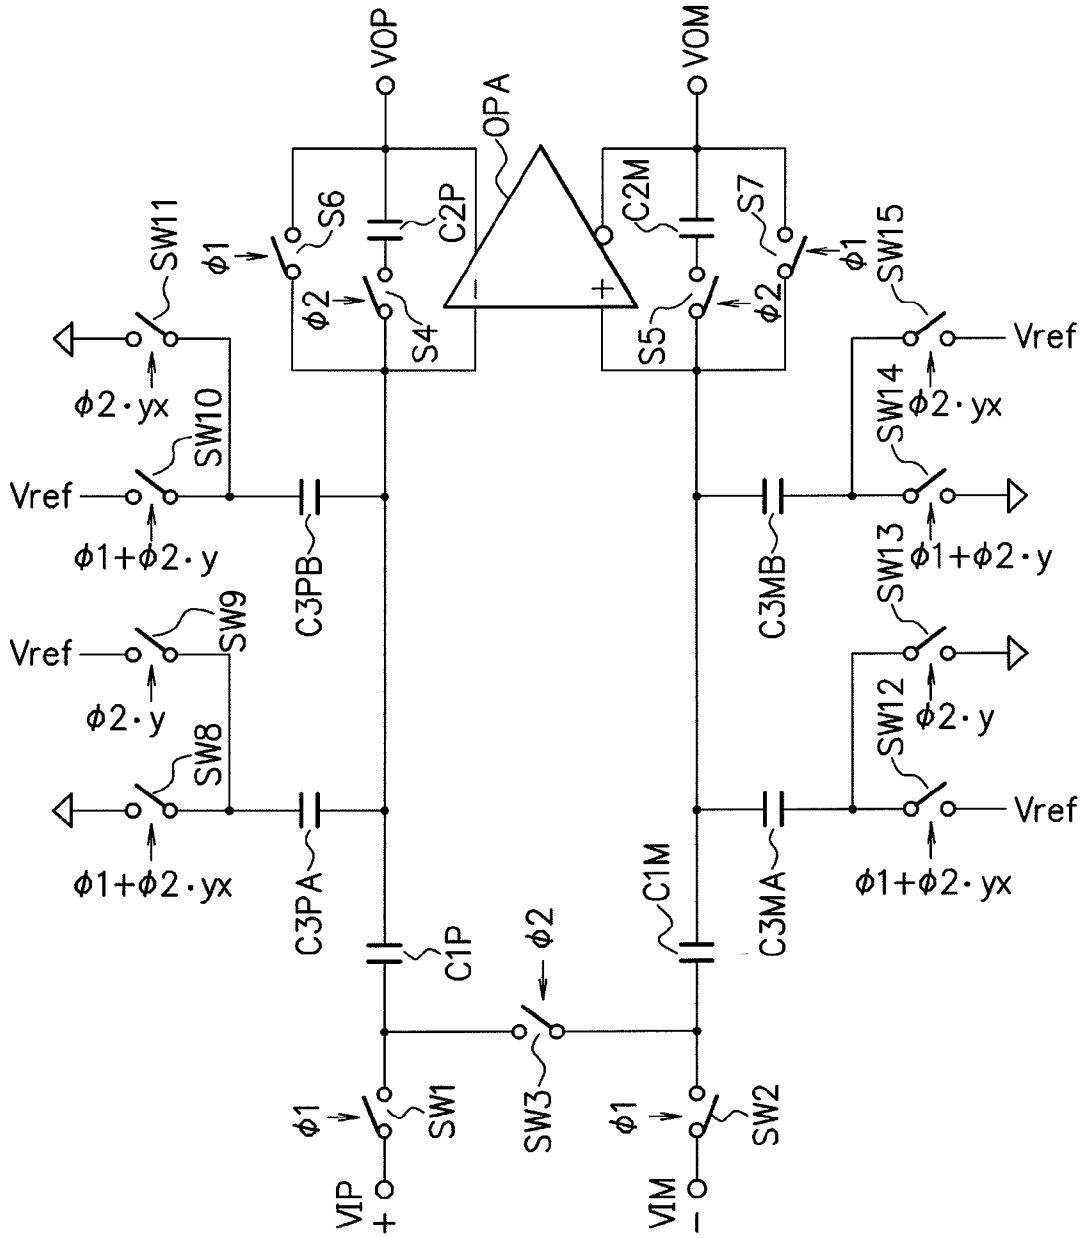 VOP
VOM
OPA
SW11
φ1
S6
C2P
C2M
S7
φ1
SW15
φ2
S4
-
+
S5
φ2
Vref
φ2·yx
SW10
φ2·yx
SW14
Vref
φ1+φ2·y
C3PB
C3MB
SW13
φ1+φ2·y
Vref
SW9
φ2·y
SW8
SW12
φ2·y
φ1+φ2·yx
C3PA
C1M
C3MA
φ1+φ2·yx
Vref
C1P
φ2
φ1
SW1
SW3
φ1
SW2
VIP
+
VIM
-